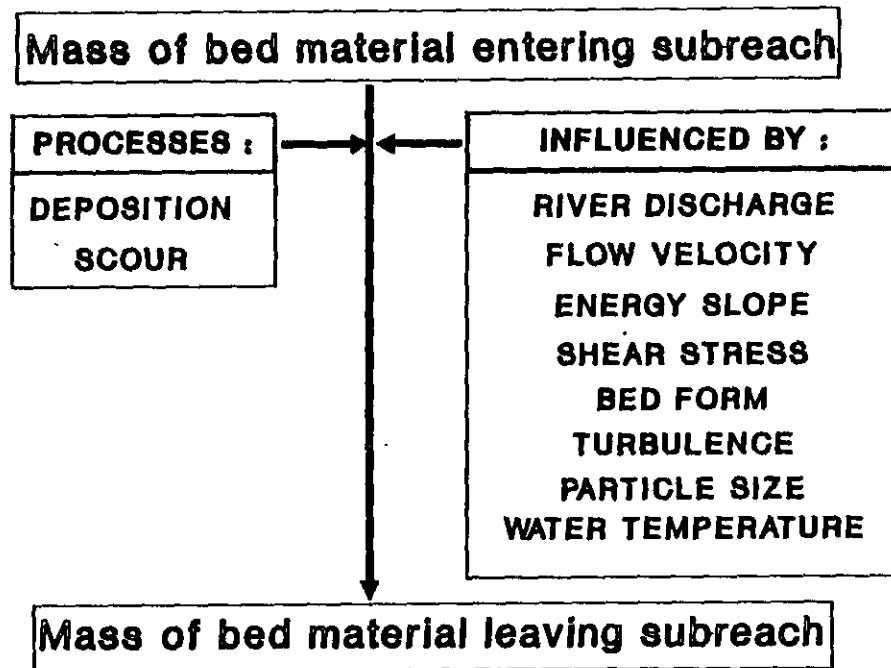 Mass of bed material entering subreach
PROCESSES :
DEPOSITION
SCOUR
INFLUENCED BY :
RIVER DISCHARGE
FLOW VELOCITY
ENERGY SLOPE
SHEAR STRESS
BED FORM
TURBULENCE
PARTICLE SIZE
WATER TEMPERATURE
Mass of bed material leaving subreach